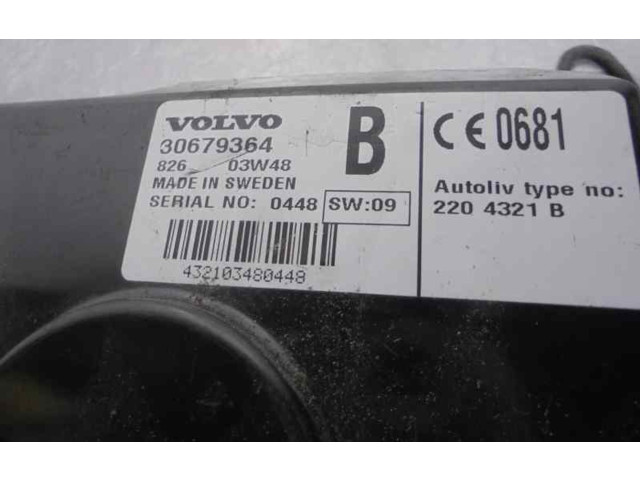 VOLVO
30679364
826 03W48
MADE IN SWEDEN
SERIAL NO: 0448 SW:09
432103480448
B
CE 0681
Autoliv type no:
220 4321 B